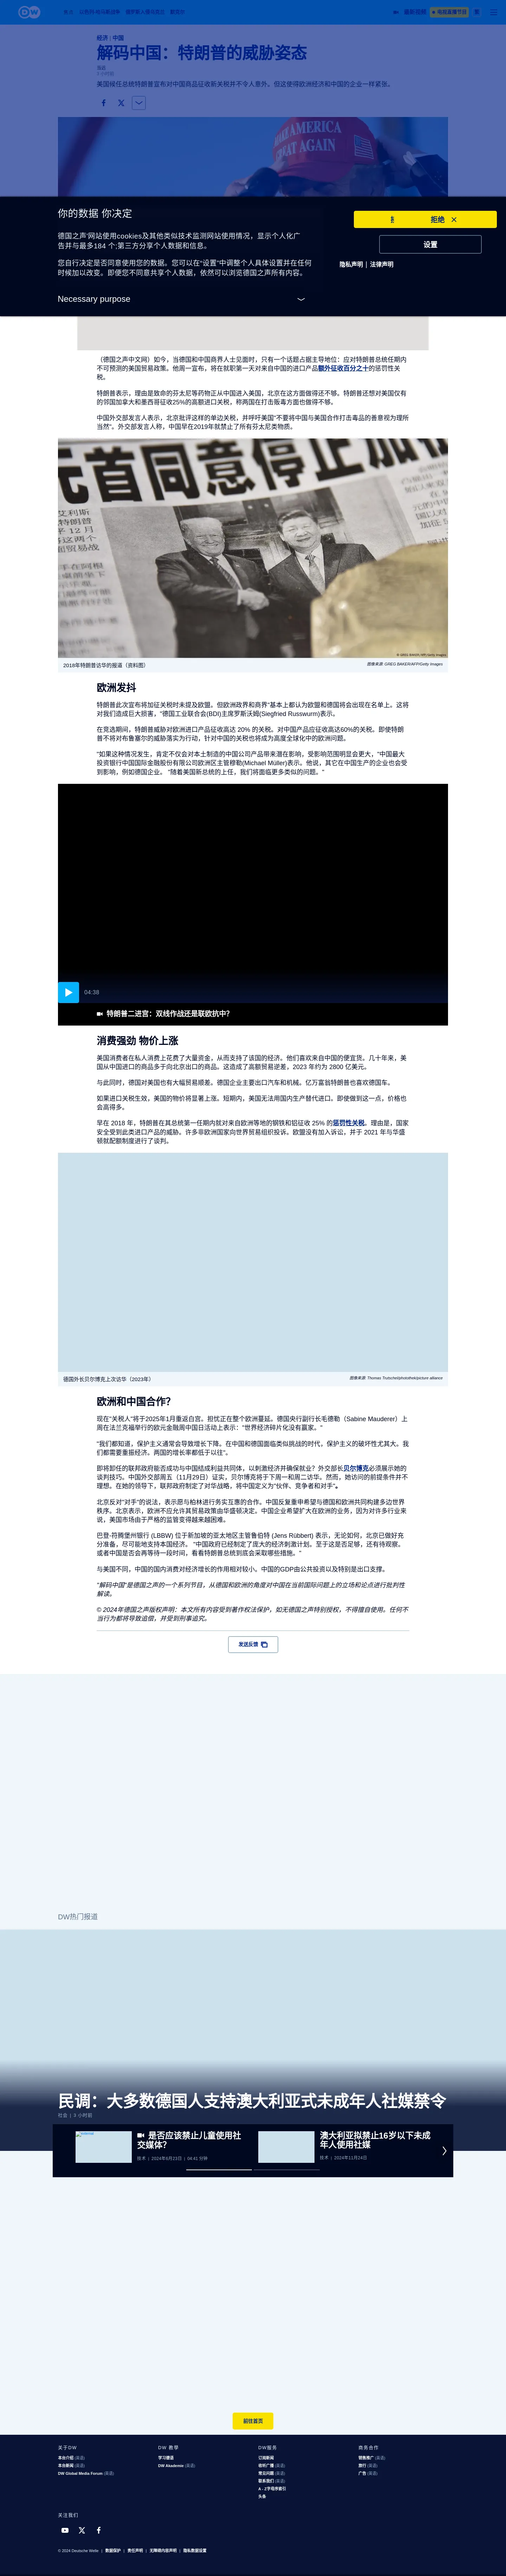 经济 | 中国
解码中国：特朗普的威胁姿态
2 小时前
美国候任总统特朗普宣布对中国商品征收新关税并不令人意外。但这使得欧洲经济和中国的企业一样紧张。
AGAIN
你的数据 你决定
德国之声'网站使用cookies及其他类似技术监测网站使用情况，显示个人化广
告并与最多184 个;第三方分享个人数据和信息。
您自行决定是否同意使用您的数据。您可以在"设置"中调整个人具体设置并在任何
时候加以改变。即便您不同意共享个人数据，依然可以浏览德国之声所有内容。
Necessary purpose
拒绝
设置
隐私声明 | 法律声明
（德国之声中文网）如今，当德国和中国商界人士见面时，只有一个话题占据主导地位：应对特朗普总统任期内
不可预测的美国贸易政策。他周一宣布，将在就职第一天对来自中国的进口产品额外征收百分之十的惩罚性关
税。
特朗普表示，理由是致命的芬太尼等药物正从中国进入美国，北京在这方面做得还不够。特朗普还想对美国仅有
的邻国加拿大和墨西哥征收25%的高额进口关税，称两国在打击贩毒方面也做得不够。
中国外交部发言人表示，北京批评这样的单边关税，并呼吁美国"不要将中国与美国合作打击毒品的善意视为理所
当然"。外交部发言人称，中国早在2019年就禁止了所有芬太尼类物质。
2018年特朗普访华的报道（资料图）
图像来源: GREG BAKER/AFP/Getty Images
欧洲发抖
特朗普此次宣布将加征关税时未提及欧盟。但欧洲政界和商界"基本上都认为欧盟和德国将会出现在名单上。这将
对我们造成巨大损害。"德国工业联合会(BDI)主席罗斯沃姆(Siegfried Russwurm)表示。
在竞选期间，特朗普威胁对欧洲进口产品征收高达 20% 的关税。对中国产品应征收高达60%的关税。即使特朗
普不将对布鲁塞尔的威胁落实为行动，针对中国的关税也将成为高度全球化中的欧洲问题。
"如果这种情况发生，肯定不仅会对本土制造的中国公司产品带来潜在影响，受影响范围明显会更大，"中国最大
投资银行中国国际金融股份有限公司欧洲区主管穆勒(Michael Müller)表示。他说，其它在中国生产的企业也会受
到影响，例如德国企业。 "随着美国新总统的上任，我们将面临更多类似的问题。"
04:38
特朗普二进宫：双线作战还是联欧抗中?
消费强劲 物价上涨
美国消费者在私人消费上花费了大量资金，从而支持了该国的经济。他们喜欢来自中国的便宜货。几十年来，美
国从中国进口的商品多于向北京出口的商品。这造成了高额贸易逆差，2023 年约为 2800 亿美元。
与此同时，德国对美国也有大幅贸易顺差。德国企业主要出口汽车和机械。亿万富翁特朗普也喜欢德国车。
如果进口关税生效，美国的物价将显著上涨。短期内，美国无法用国内生产替代进口。即使做到这一点，价格也
会高得多。
早在 2018 年，特朗普在其总统第一任期内就对来自欧洲等地的钢铁和铝征收 25% 的惩罚性关税。理由是，国家
安全受到此类进口产品的威胁。许多非欧洲国家向世界贸易组织投诉。欧盟没有加入诉讼，并于 2021 年与华盛
顿就配额制度进行了谈判。
德国外长贝尔博克上次访华（2023年）
图像来源: Thomas Trutschel/photothek/picture alliance
欧洲和中国合作?
现在"关税人"将于2025年1月重返白宫。担忧正在整个欧洲蔓延。德国央行副行长毛德勒（Sabine Mauderer）上
周在法兰克福举行的欧元金融周中国日活动上表示："世界经济碎片化没有赢家。"
"我们都知道，保护主义通常会导致增长下降。在中国和德国面临类似挑战的时代，保护主义的破坏性尤其大。我
们都需要重振经济。两国的增长率都低于以往"。
即将卸任的联邦政府能否成功与中国结成利益共同体，以刺激经济并确保就业？外交部长贝尔博克必须展示她的
谈判技巧。中国外交部周五（11月29日）证实，贝尔博克将于下周一和周二访华。然而，她访问的前提条件并不
理想。在她的领导下，联邦政府制定了对华战略，将中国定义为"伙伴、竞争者和对手"。
北京反对"对手"的说法，表示愿与柏林进行务实互惠的合作。中国反复重申希望与德国和欧洲共同构建多边世界
秩序。北京表示，欧洲不应允许其贸易政策由美国华盛顿决定。中国企业希望扩大在欧洲的业务，因为对许多行业来
说，美国市场由于严格的监管变得越来越困难。
巴登-符腾堡州银行 (LBBW) 位于新加坡的亚太地区主管鲁伯特 (Jens Rübbert) 表示，无论如何，北京已做好充
分准备，尽可能地支持本国经济。 "中国政府已经制定了庞大的经济刺激计划。至于这是否足够，还有待观察。
或者中国是否会再等待一段时间，看看特朗普总统到底会采取哪些措施。"
与美国不同，中国的国内消费对经济增长的作用相对较小。中国的GDP由公共投资以及特别是出口支撑。
"解码中国"是德国之声的一个系列节目，从德国和欧洲的角度对中国在当前国际问题上的立场和论点进行批判性
解读。
© 2024年德国之声版权声明：本文所有内容受到著作权法保护，如无德国之声特别授权，不得擅自使用。任何不
当行为都将导致追偿，并受到刑事追究。
发送反馈
DW热门报道
民调：大多数德国人支持澳大利亚式未成年人社媒禁令
社会 | 2 小时前
是否应该禁止儿童使用社
交媒体?
技术 | 2024年8月23日 | 04:41 分钟
澳大利亚拟禁止16岁以下未成
年人使用社媒
技术 | 2024年11月24日
前往首页
关于DW
本台介绍 (英语)
本台新闻 (英语)
DW Global Media Forum (英语)
DW 教學
学习德语
DW Akademie (英语)
DW服务
订阅新闻
收听广播 (英语)
常见问题 (英语)
联系我们 (英语)
A - Z字母序索引
头条
商务合作
销售推广 (英语)
旅行 (英语)
广告 (英语)
关注我们
© 2024 Deutsche Welle | 数据保护 | 责任声明 | 无障碍内容声明 | 隐私数据设置